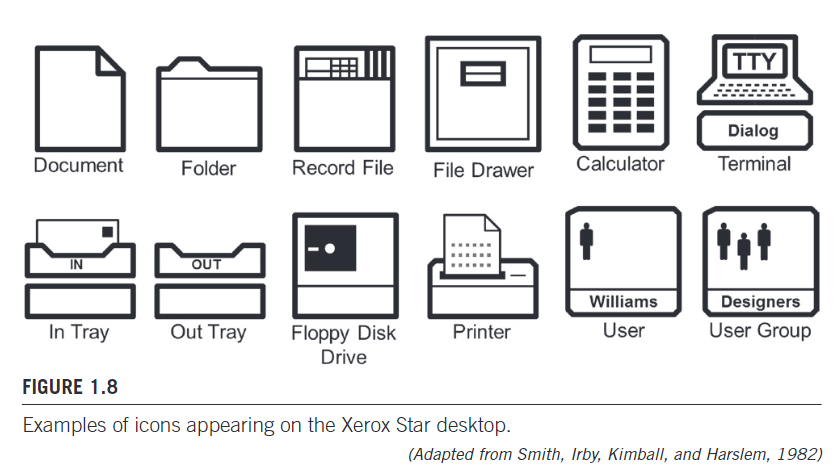 TTY
Dialog
Document
Folder
Record File
File Drawer
Calculator
Terminal
IN
OUT
Williams
Designers
In Tray
Out Tray
Floppy Disk
Drive
Printer
User
User Group
FIGURE 1.8
Examples of icons appearing on the Xerox Star desktop.
(Adapted from Smith, Irby, Kimball, and Harslem, 1982)